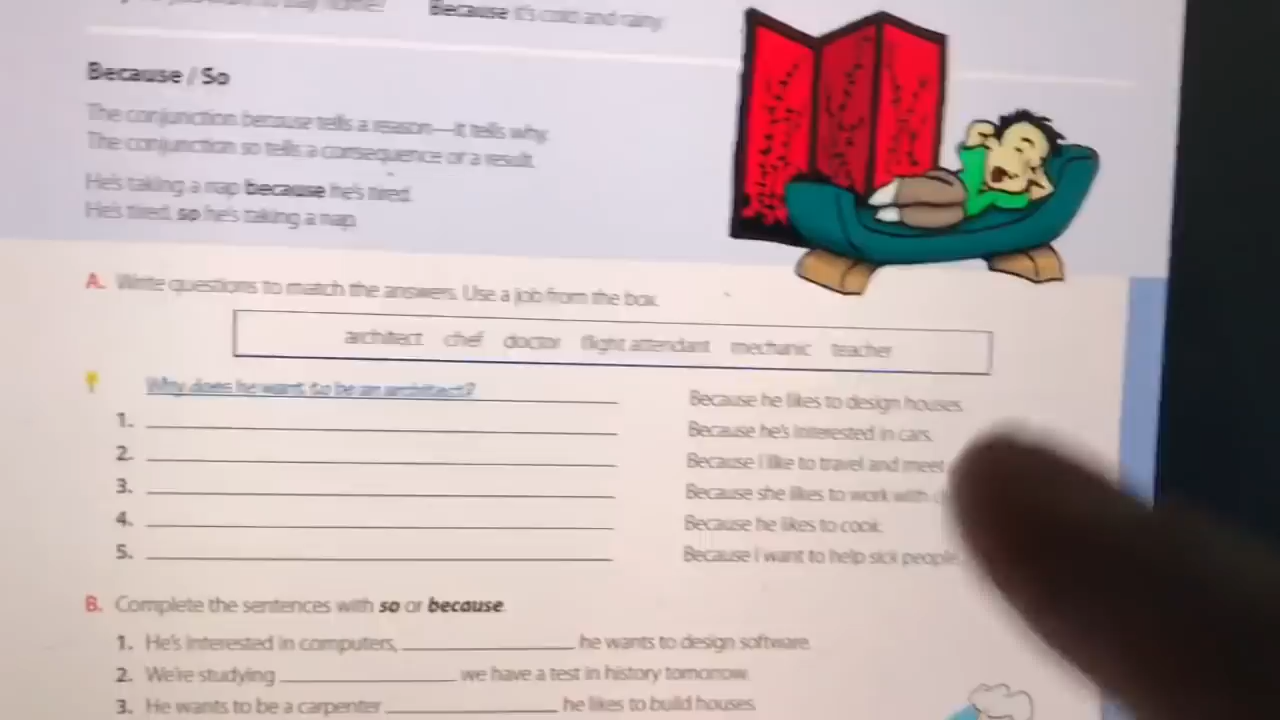 Because it's cold and rainy.
Because / So
The conjunction because tells a reason—it tells why.
The conjunction so tells a consequence or a result.
He's taking a nap because he's tired.
He's tired, so he's taking a nap.
A. Write questions to match the answers. Use a job from the box.
architect chef doctor flight attendant mechanic teacher
Why does he want to be an architect? Because he likes to design houses.
1. Because he's interested in cars.
2. Because I like to travel and meet
3. Because she likes to work with
4. Because he likes to cook.
5. Because I want to help sick people.
B. Complete the sentences with so or because.
1. He's interested in computers, he wants to design software.
2. We're studying we have a test in history tomorrow.
3. He wants to be a carpenter he likes to build houses.